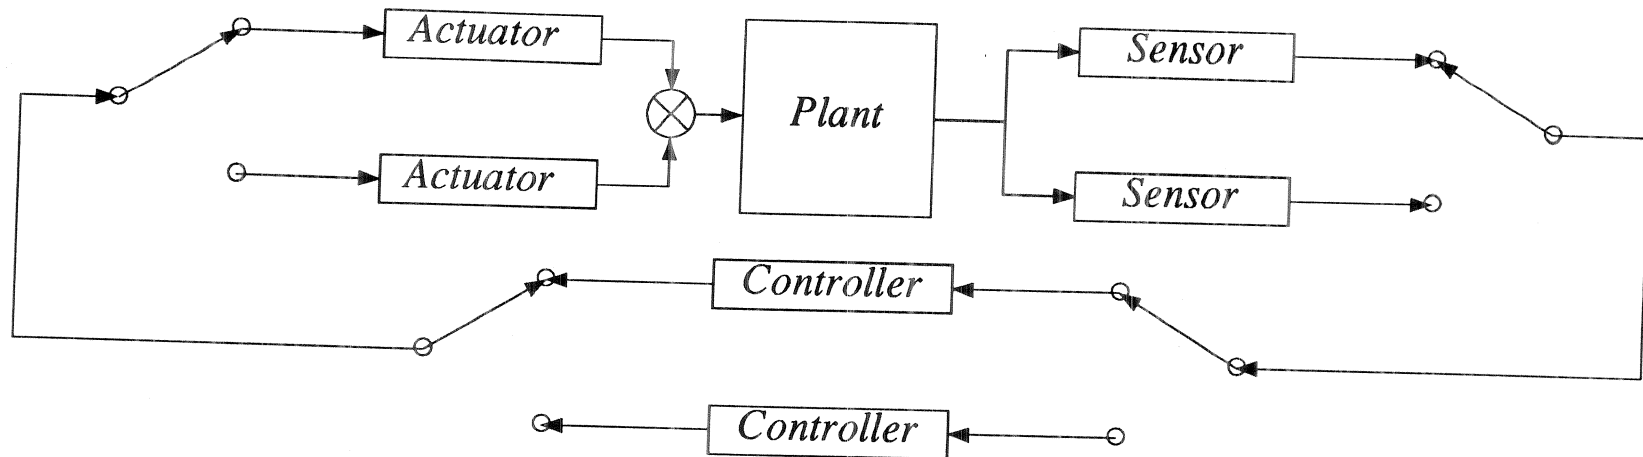 Actuator
Plant
Sensor
Actuator
Sensor
Controller
Controller